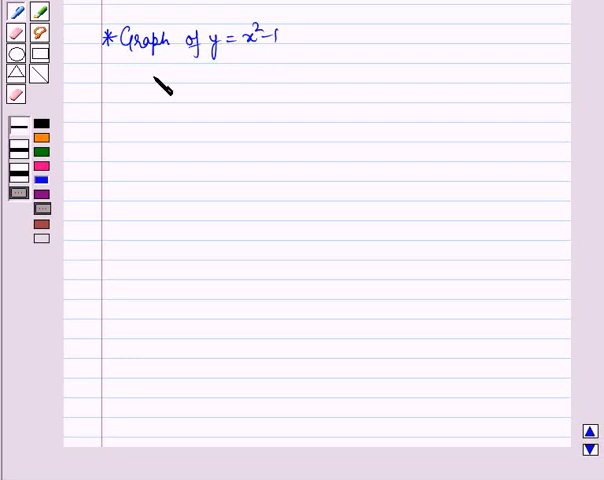 * Graph of y = x²-1